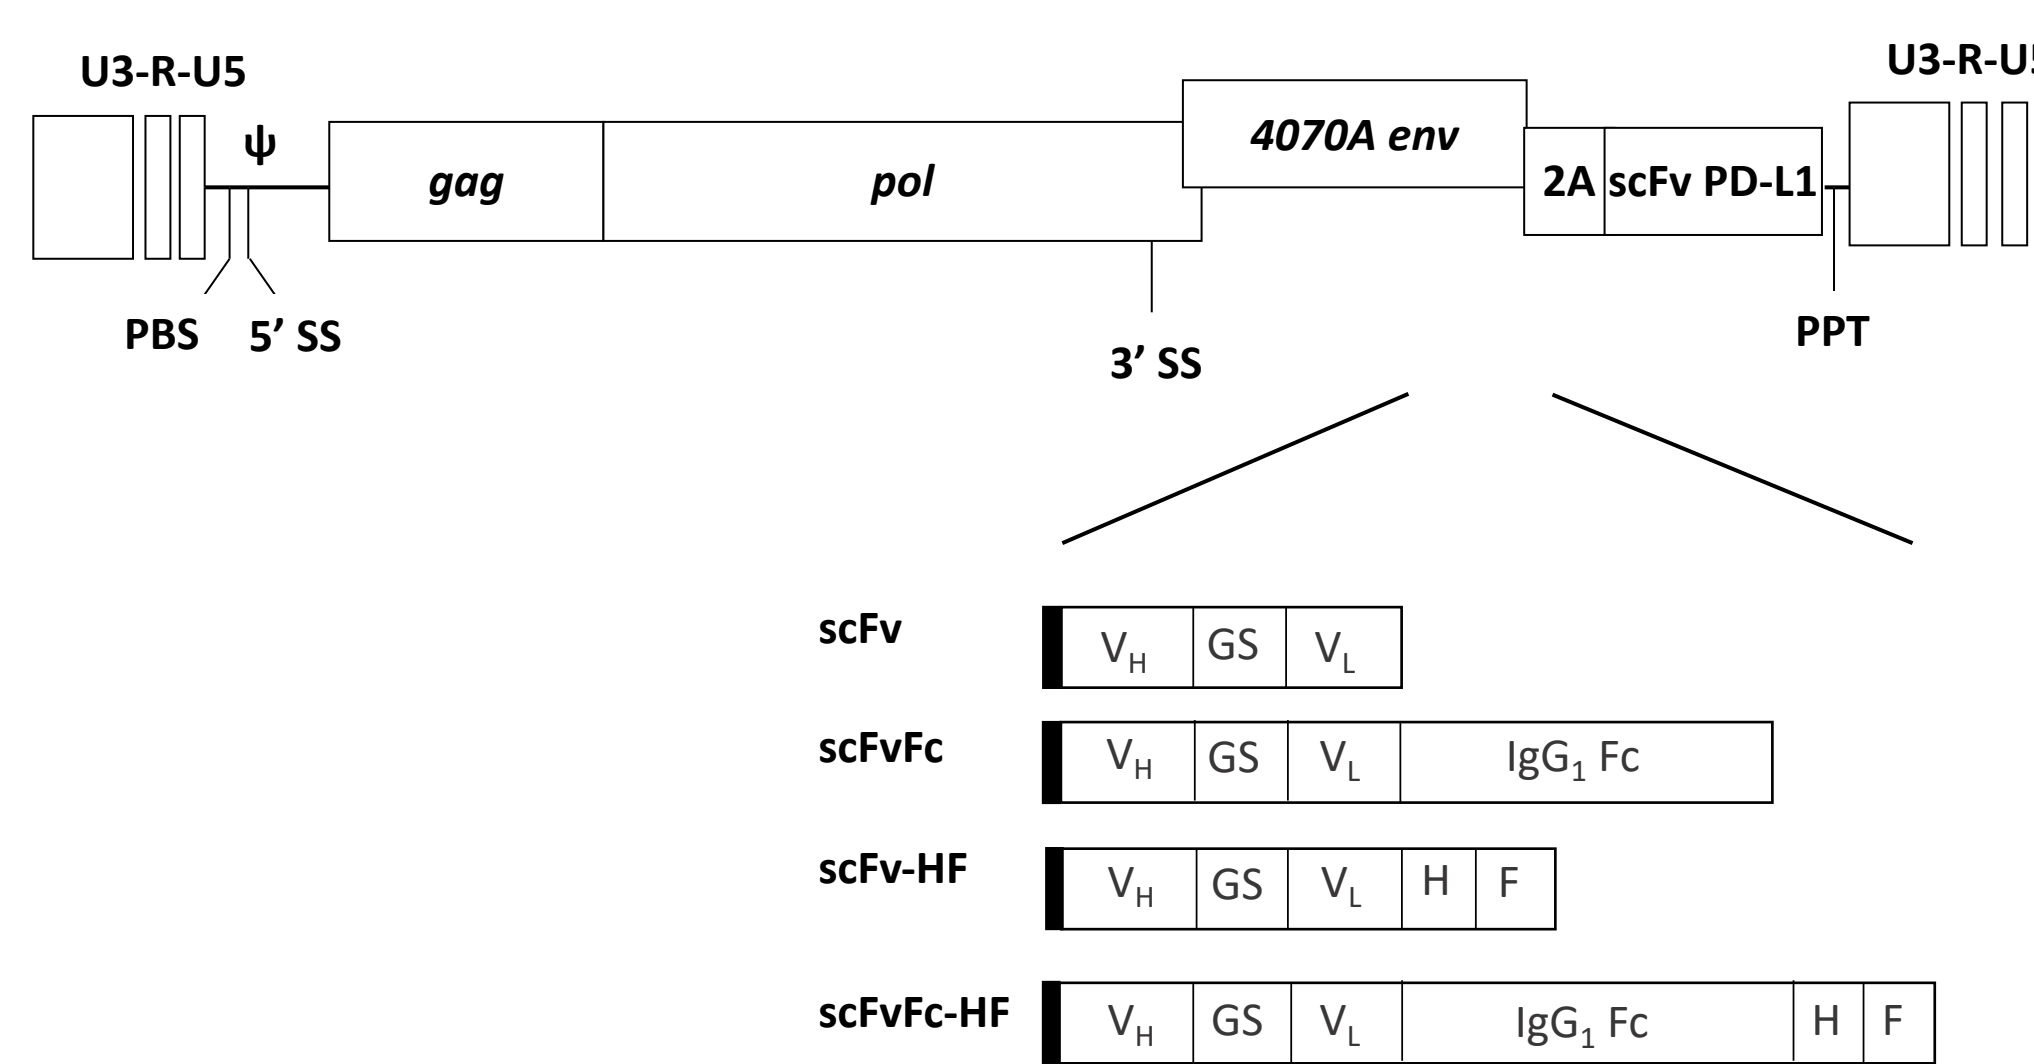 U3-R-U5
U3-R-U5
ψ
gag
pol
4070A env
2A
scFv PD-L1
PBS
5’ SS
3’ SS
PPT
scFv
VH
GS
VL
scFvFc
VH
GS
VL
IgG1 Fc
scFv-HF
VH
GS
VL
H
F
scFvFc-HF
VH
GS
VL
IgG1 Fc
H
F